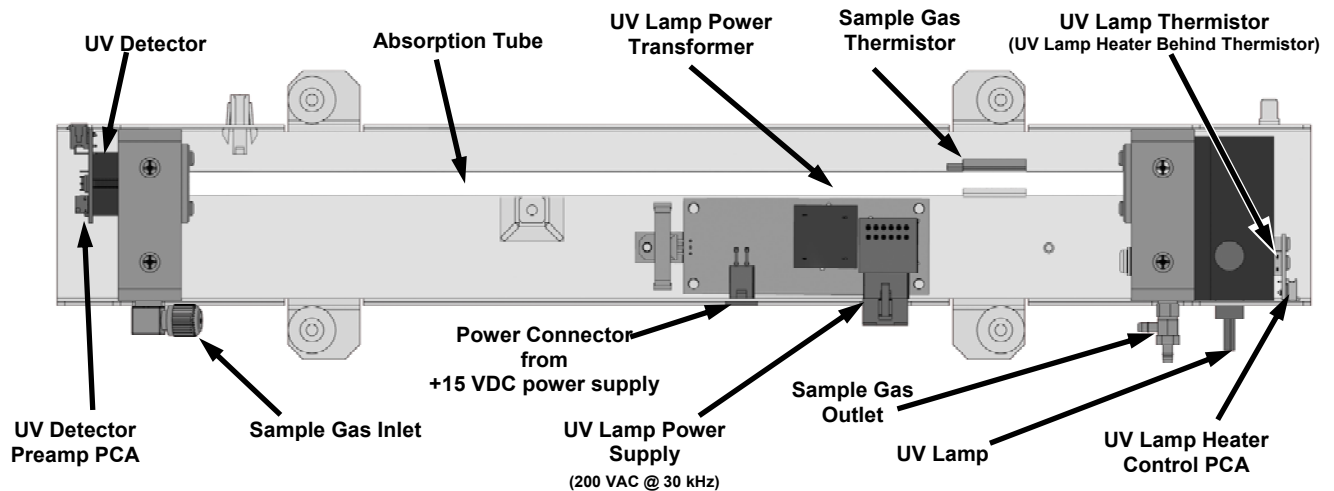 UV Detector
Absorption Tube
UV Lamp Power
Transformer
Sample Gas
Thermistor
UV Lamp Thermistor
(UV Lamp Heater Behind Thermistor)
Power Connector
from
+15 VDC power supply
UV Detector
Preamp PCA
Sample Gas Inlet
UV Lamp Power
Supply
(200 VAC @ 30 kHz)
Sample Gas
Outlet
UV Lamp
UV Lamp Heater
Control PCA